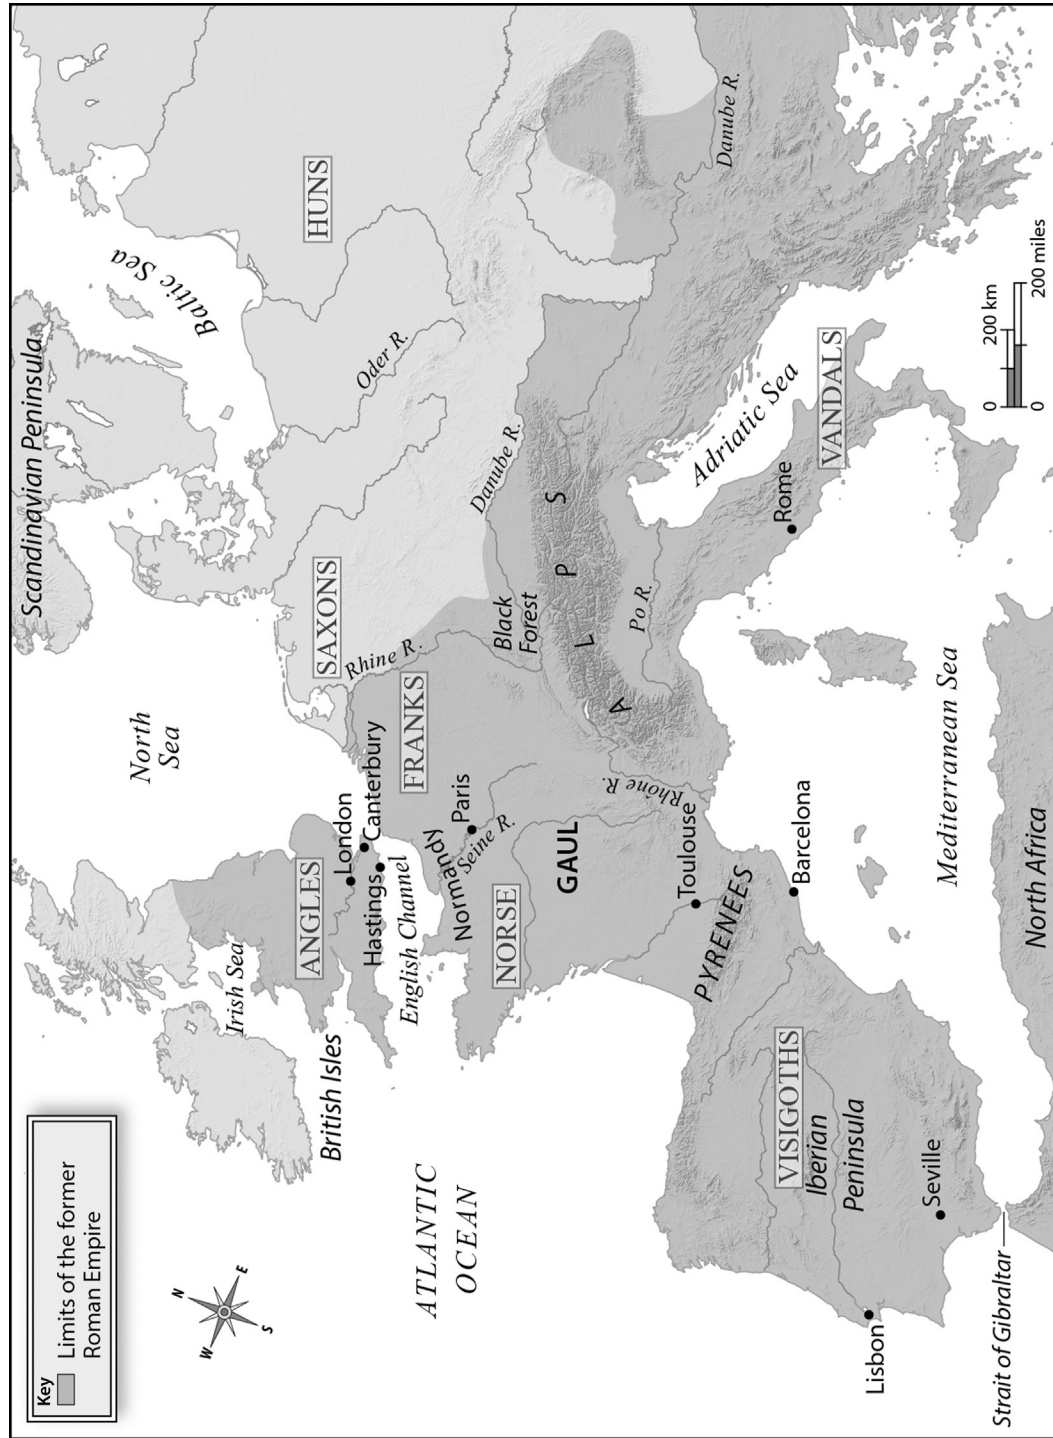 Key
Limits of the former
Roman Empire
N
E
S
W
Scandinavian Peninsula
Baltic Sea
North
Sea
HUNS
Oder R.
SAXONS
Rhine R.
Irish Sea
ANGLES
London
Canterbury
Hastings
British Isles
English Channel
FRANKS
Normandy
Paris
Seine R.
NORSE
GAUL
ATLANTIC
OCEAN
Danube R.
Black
Forest
ALPS
Danube R.
Po R.
Rhône R.
Toulouse
PYRENEES
Barcelona
Adriatic Sea
Rome
VANDALS
VISIGOTHS
Iberian
Peninsula
Seville
Lisbon
Strait of Gibraltar
Mediterranean Sea
North Africa
0 200 km
0 200 miles